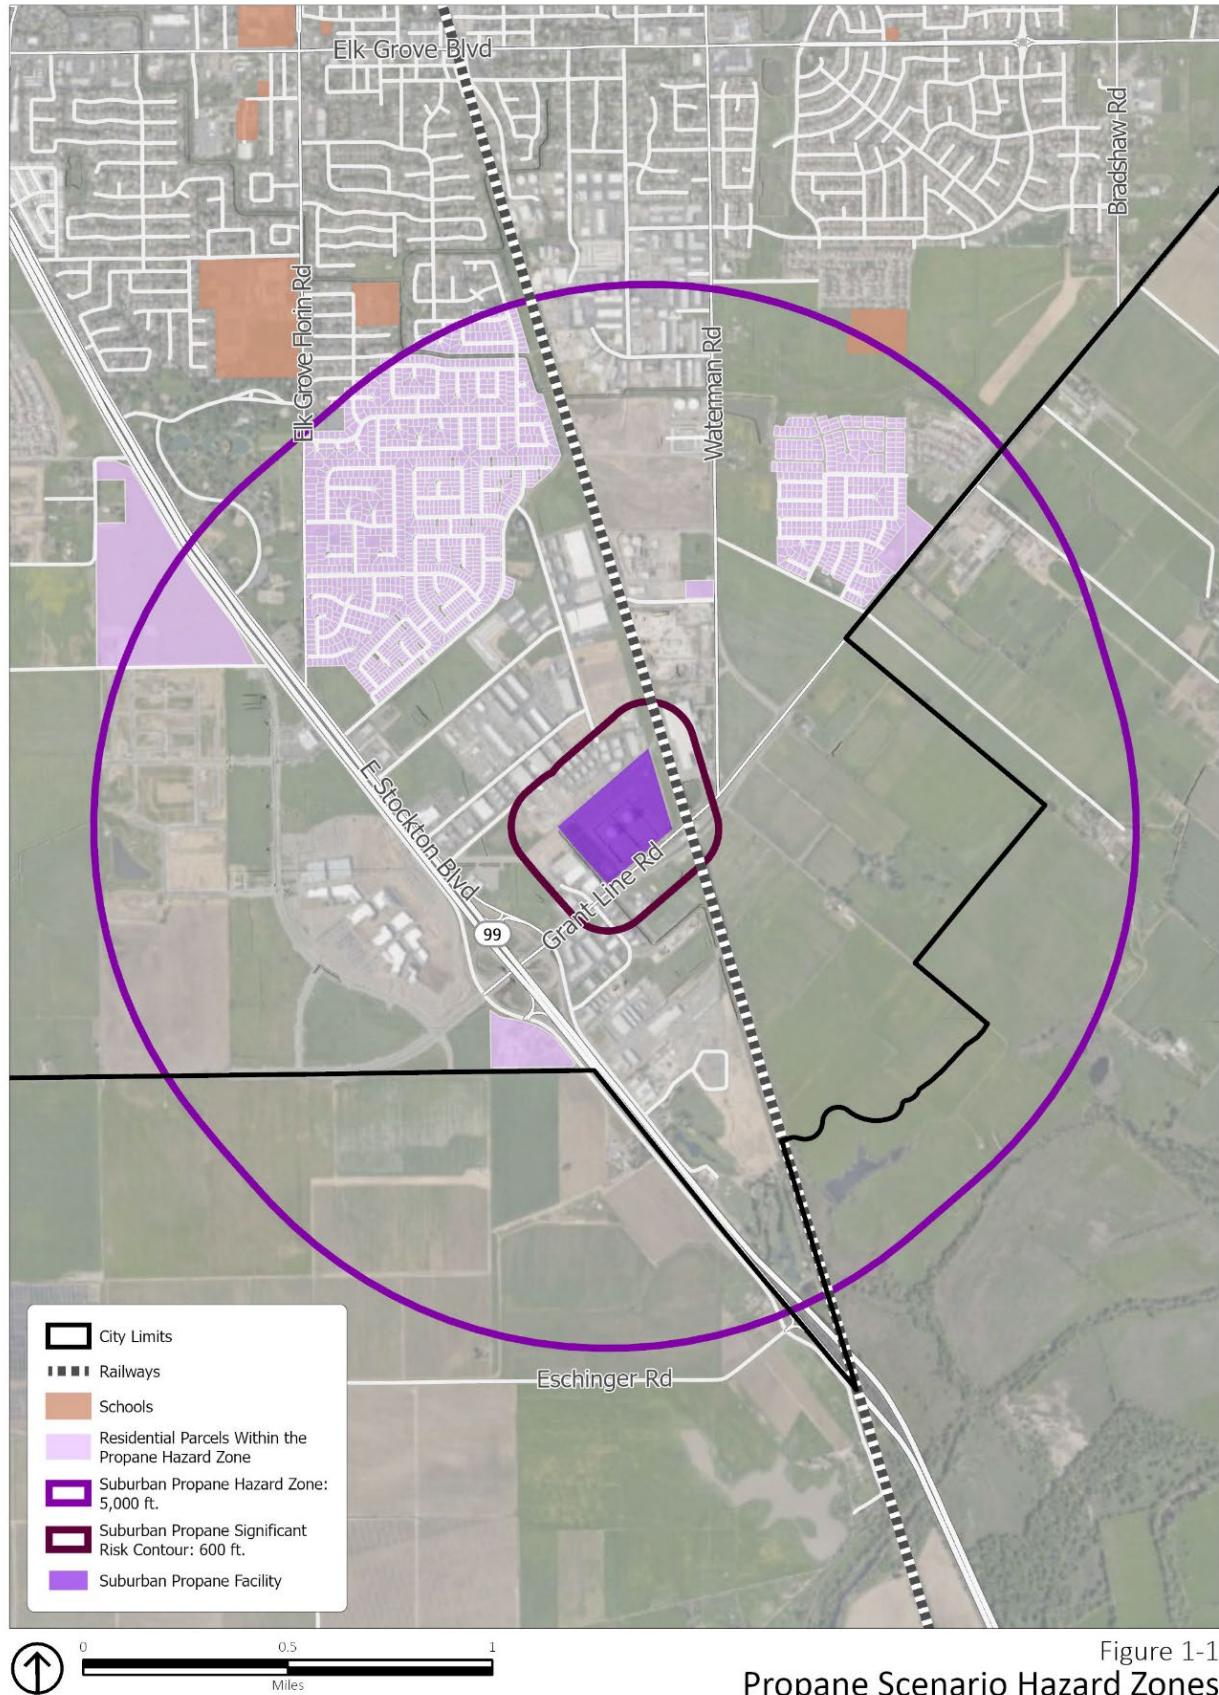 Elk Grove Blvd
Bradshaw Rd
Elk Grove Florin Rd
Waterman Rd
E Stockton Blvd
Grant Line Rd
99
Eschinger Rd
City Limits
Railways
Schools
Residential Parcels Within the
Propane Hazard Zone
Suburban Propane Hazard Zone:
5,000 ft.
Suburban Propane Significant
Risk Contour: 600 ft.
Suburban Propane Facility
0 0.5 1
Miles
Figure 1-1
Propane Scenario Hazard Zones